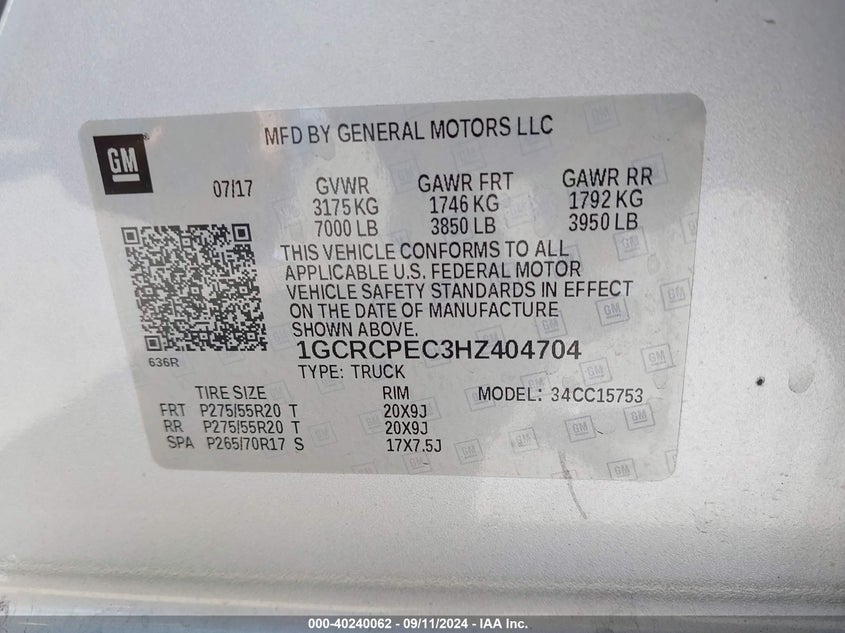 GM
MFD BY GENERAL MOTORS LLC
07/17
GVWR GAWR FRT GAWR RR
3175 KG 1746 KG 1792 KG
7000 LB 3850 LB 3950 LB
THIS VEHICLE CONFORMS TO ALL
APPLICABLE U.S. FEDERAL MOTOR
VEHICLE SAFETY STANDARDS IN EFFECT
ON THE DATE OF MANUFACTURE
SHOWN ABOVE.
636R
1GCRCPEC3HZ404704
TYPE: TRUCK
MODEL: 34CC15753
TIRE SIZE RIM
FRT P275/55R20 T 20X9J
RR P275/55R20 T 20X9J
SPA P265/70R17 S 17X7.5J
000-40240062 - 09/11/2024 - IAA Inc.